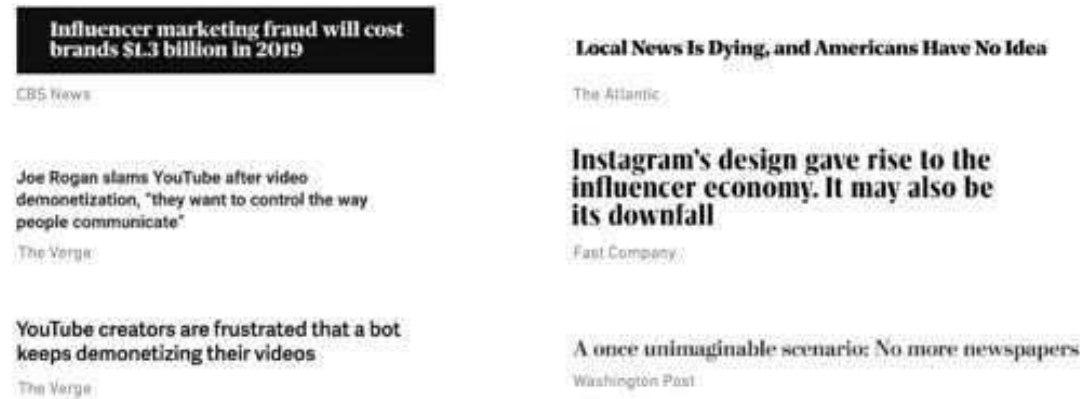 Influencer marketing fraud will cost
brands $1.3 billion in 2019
CBS News
Joe Rogan slams YouTube after video
demonetization, "they want to control the way
people communicate"
The Verge
YouTube creators are frustrated that a bot
keeps demonetizing their videos
The Verge
Local News Is Dying, and Americans Have No Idea
The Atlantic
Instagram's design gave rise to the
influencer economy. It may also be
its downfall
Fast Company
A once unimaginable scenario: No more newspapers
Washington Post